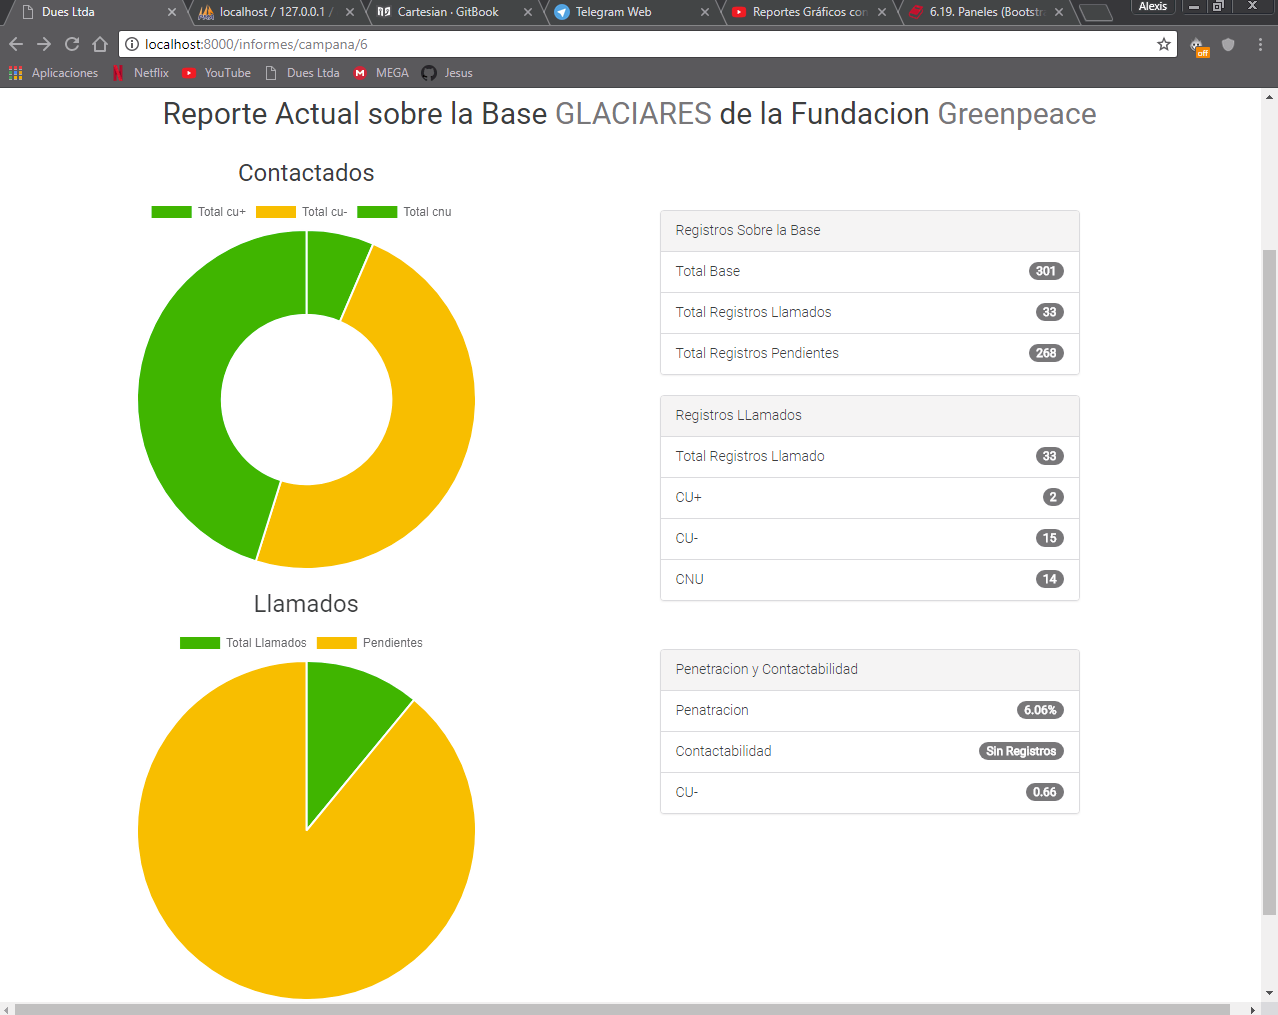 Dues Ltda
localhost / 127.0.0.1 /
Cartesian · GitBook
Telegram Web
Reportes Gráficos con
6.19. Paneles (Bootstra
Alexis
localhost:8000/informes/campana/6
off
Aplicaciones
Netflix
YouTube
Dues Ltda
MEGA
Jesus
Reporte Actual sobre la Base GLACIARES de la Fundacion Greenpeace
Contactados
Total cu+ Total cu- Total cnu
Registros Sobre la Base
Total Base 301
Total Registros Llamados 33
Total Registros Pendientes 268
Registros LLamados
Total Registros Llamado 33
CU+ 2
CU- 15
CNU 14
Llamados
Total Llamados Pendientes
Penetracion y Contactabilidad
Penatracion 6.06%
Contactabilidad Sin Registros
CU- 0.66